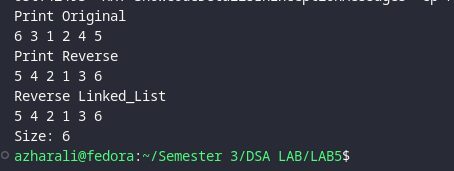 Print Original
6 3 1 2 4 5
Print Reverse
5 4 2 1 3 6
Reverse Linked_List
5 4 2 1 3 6
Size: 6
azharali@fedora:~/Semester 3/DSA LAB/LAB5$